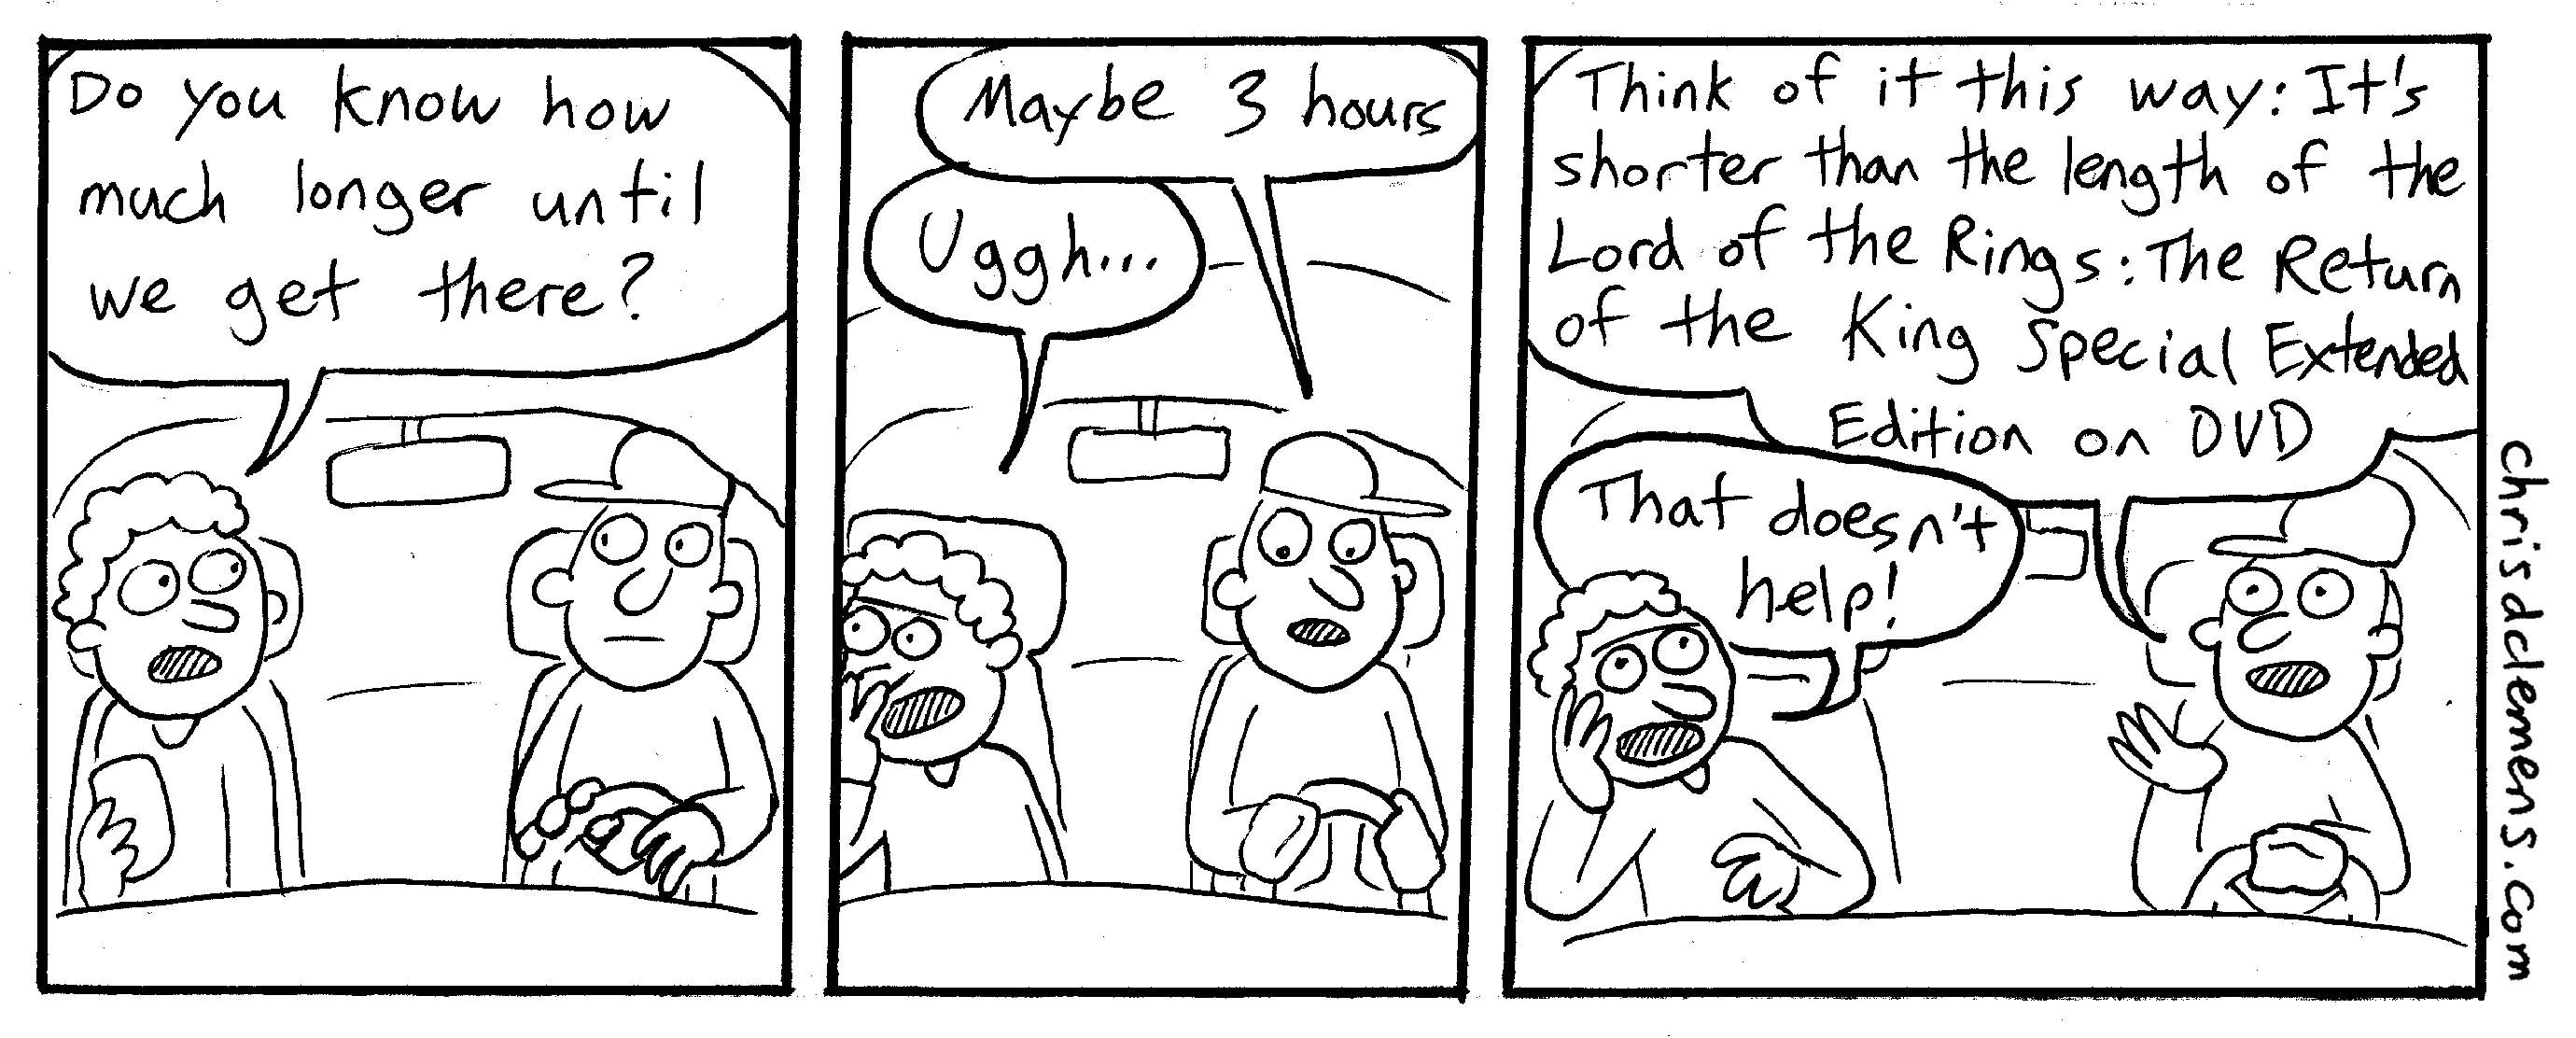 Do you know how
much longer until
we get there?
Maybe 3 hours
Uggh...
Think of it this way: It's
shorter than the length of the
Lord of the Rings: The Return
of the King Special Extended
Edition on DVD
That doesn't
help!
chrisdclemens.com